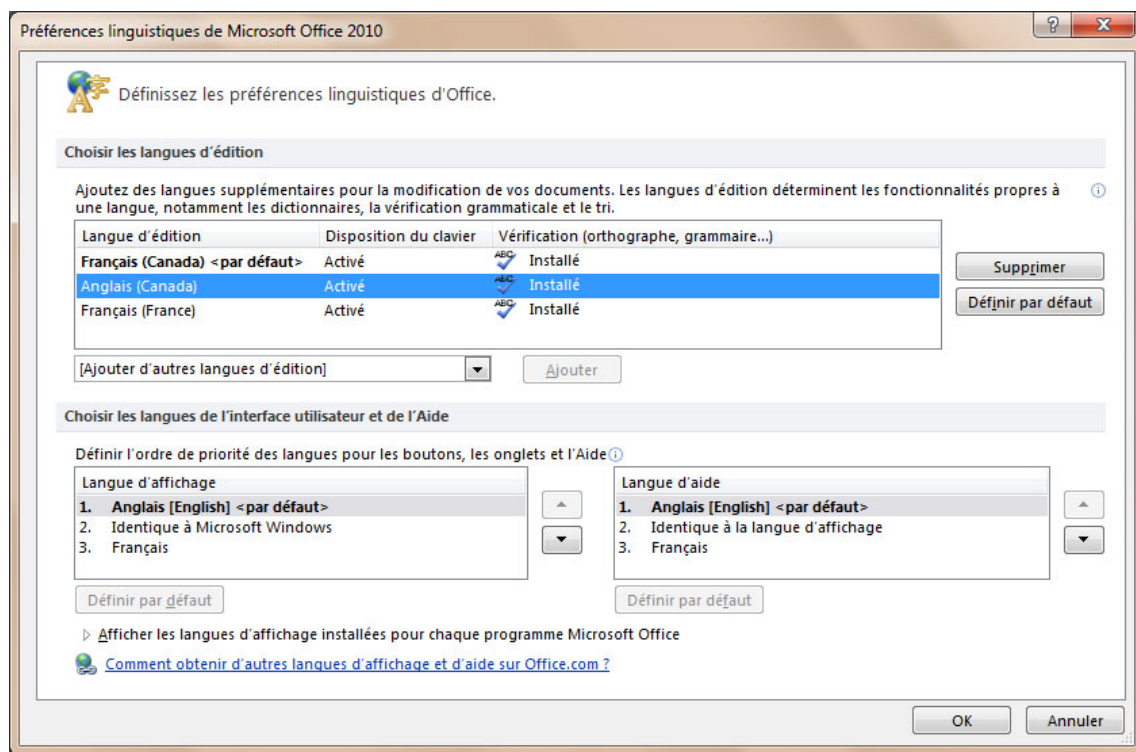 Préférences linguistiques de Microsoft Office 2010
Définissez les préférences linguistiques d'Office.
Choisir les langues d'édition
Ajoutez des langues supplémentaires pour la modification de vos documents. Les langues d'édition déterminent les fonctionnalités propres à
une langue, notamment les dictionnaires, la vérification grammaticale et le tri.
Langue d'édition Disposition du clavier Vérification (orthographe, grammaire...)
Français (Canada) <par défaut> Activé ABC Installé
Anglais (Canada) Activé ABC Installé
Français (France) Activé ABC Installé
Supprimer
Définir par défaut
[Ajouter d'autres langues d'édition] Ajouter
Choisir les langues de l'interface utilisateur et de l'Aide
Définir l'ordre de priorité des langues pour les boutons, les onglets et l'Aide
Langue d'affichage
1. Anglais [English] <par défaut>
2. Identique à Microsoft Windows
3. Français
Définir par défaut
Langue d'aide
1. Anglais [English] <par défaut>
2. Identique à la langue d'affichage
3. Français
Définir par défaut
Afficher les langues d'affichage installées pour chaque programme Microsoft Office
Comment obtenir d'autres langues d'affichage et d'aide sur Office.com ?
OK Annuler